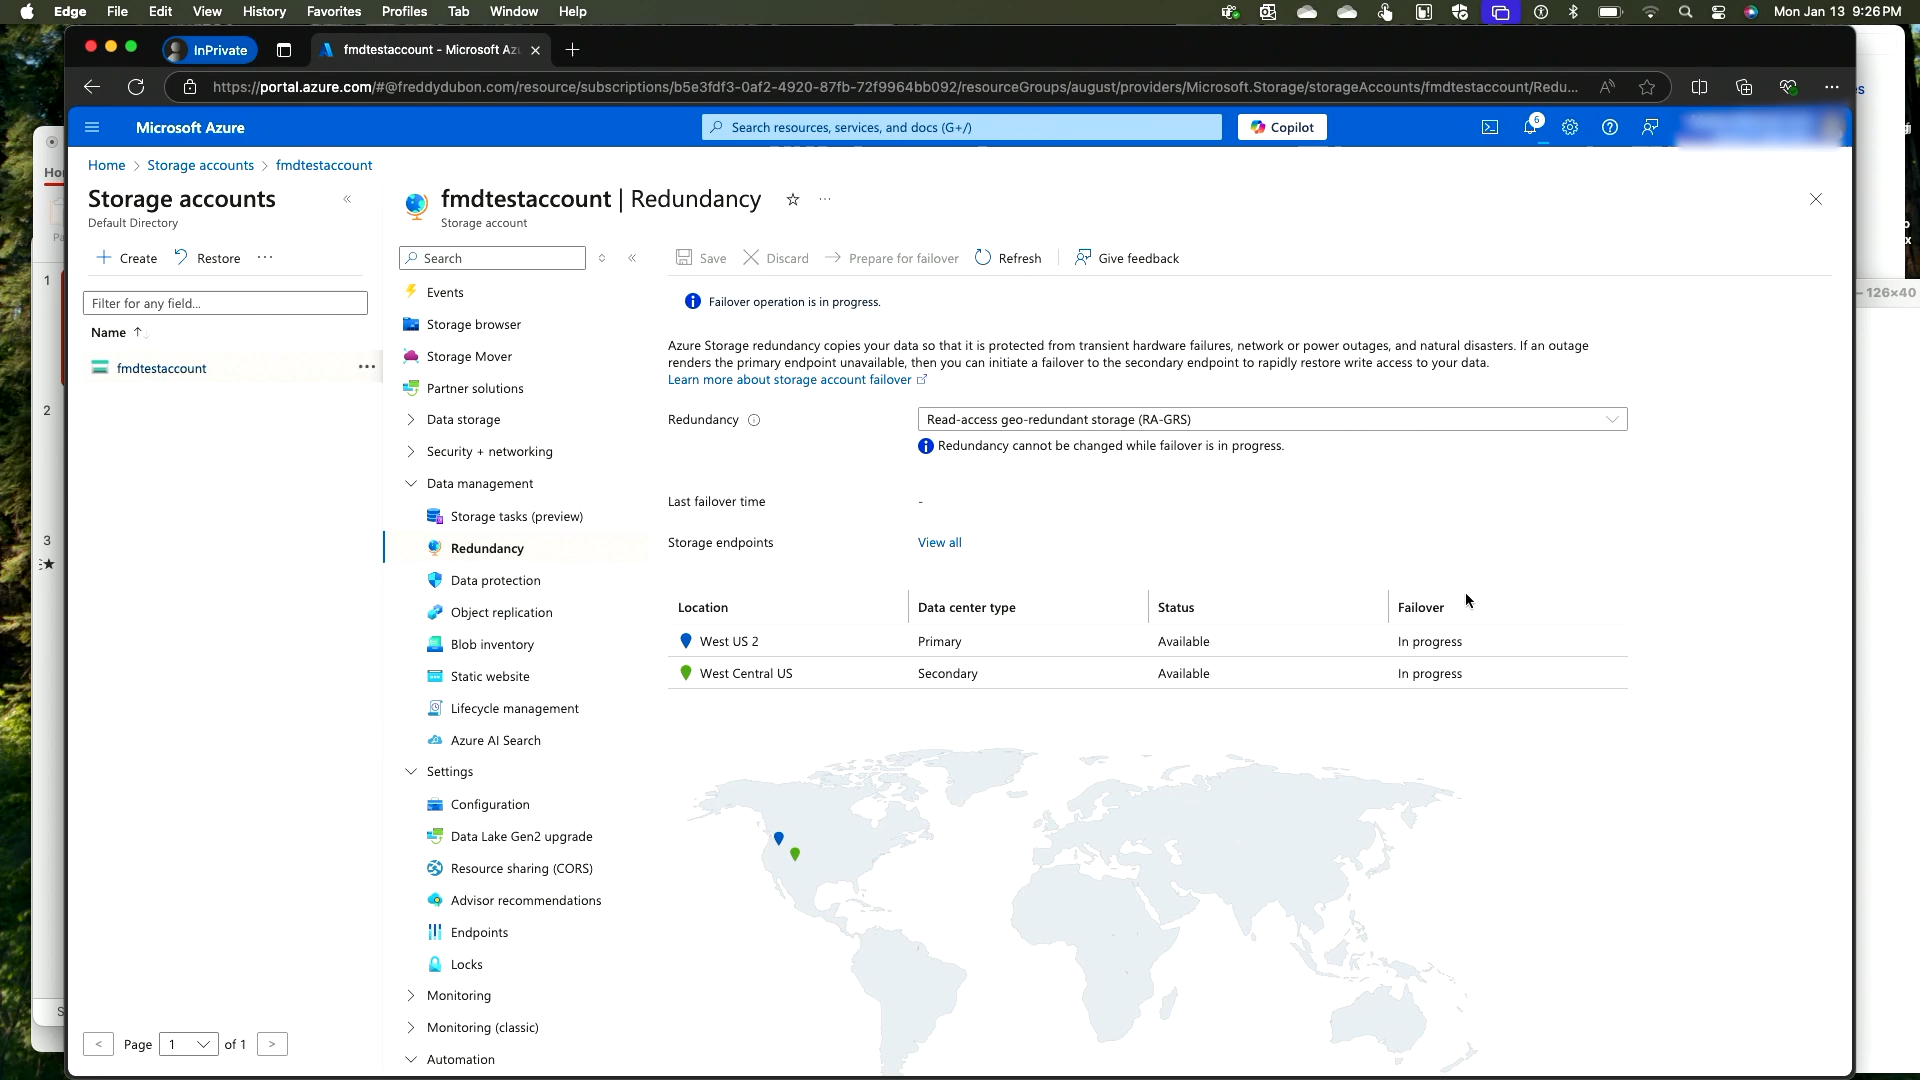 Edge File Edit View History Favorites Profiles Tab Window Help
Mon Jan 13 9:26 PM
InPrivate
fmdtestaccount - Microsoft Az
https://portal.azure.com/#@freddydubon.com/resource/subscriptions/b5e3fdf3-0af2-4920-87fb-72f9964bb092/resourceGroups/august/providers/Microsoft.Storage/storageAccounts/fmdtestaccount/Redu...
Microsoft Azure
Search resources, services, and docs (G+/)
Copilot
6
Home > Storage accounts > fmdtestaccount
Storage accounts
Default Directory
Create
Restore
Filter for any field...
Name ↑
fmdtestaccount
< Page 1 of 1 >
fmdtestaccount | Redundancy
Storage account
Search
Events
Storage browser
Storage Mover
Partner solutions
Data storage
Security + networking
Data management
Storage tasks (preview)
Redundancy
Data protection
Object replication
Blob inventory
Static website
Lifecycle management
Azure AI Search
Settings
Configuration
Data Lake Gen2 upgrade
Resource sharing (CORS)
Advisor recommendations
Endpoints
Locks
Monitoring
Monitoring (classic)
Automation
Save Discard Prepare for failover Refresh Give feedback
Failover operation is in progress.
Azure Storage redundancy copies your data so that it is protected from transient hardware failures, network or power outages, and natural disasters. If an outage
renders the primary endpoint unavailable, then you can initiate a failover to the secondary endpoint to rapidly restore write access to your data.
Learn more about storage account failover
Redundancy
Read-access geo-redundant storage (RA-GRS)
Redundancy cannot be changed while failover is in progress.
Last failover time -
Storage endpoints View all
Location Data center type Status Failover
West US 2 Primary Available In progress
West Central US Secondary Available In progress
1
2
3
126×40